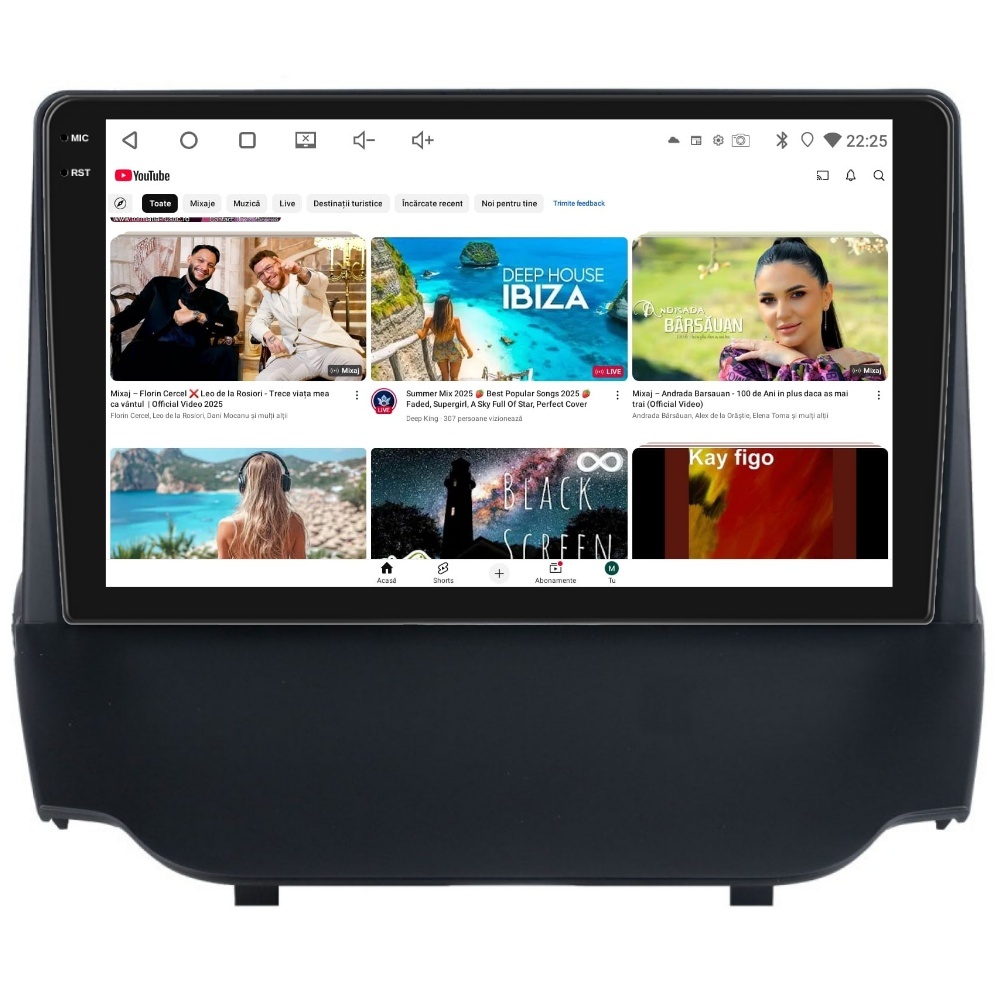 MIC
22:25
RST
YouTube
Toate
Mixaje
Muzică
Live
Destinații turistice
Încărcate recent
Noi pentru tine
Trimite feedback
DEEP HOUSE
IBIZA
LIVE
ANDRADA
BÂRSĂUAN
Mixaj
Mixaj
Mixaj – Florin Cercel ❌ Leo de la Rosiori - Trece viața mea
ca vântul | Official Video 2025
Florin Cercel, Leo de la Rosiori, Dani Mocanu și mulți alții
LIVE
Summer Mix 2025 🍓 Best Popular Songs 2025 🍓
Faded, Supergirl, A Sky Full Of Star, Perfect Cover
Deep King · 307 persoane vizionează
Mixaj – Andrada Barsauan - 100 de Ani in plus daca as mai
trai (Official Video)
Andrada Bârsăuan, Alex de la Orăștie, Elena Toma și mulți alții
BLACK
SCREEN
Kay figo
Acasă
Shorts
Abonamente
M
Tu